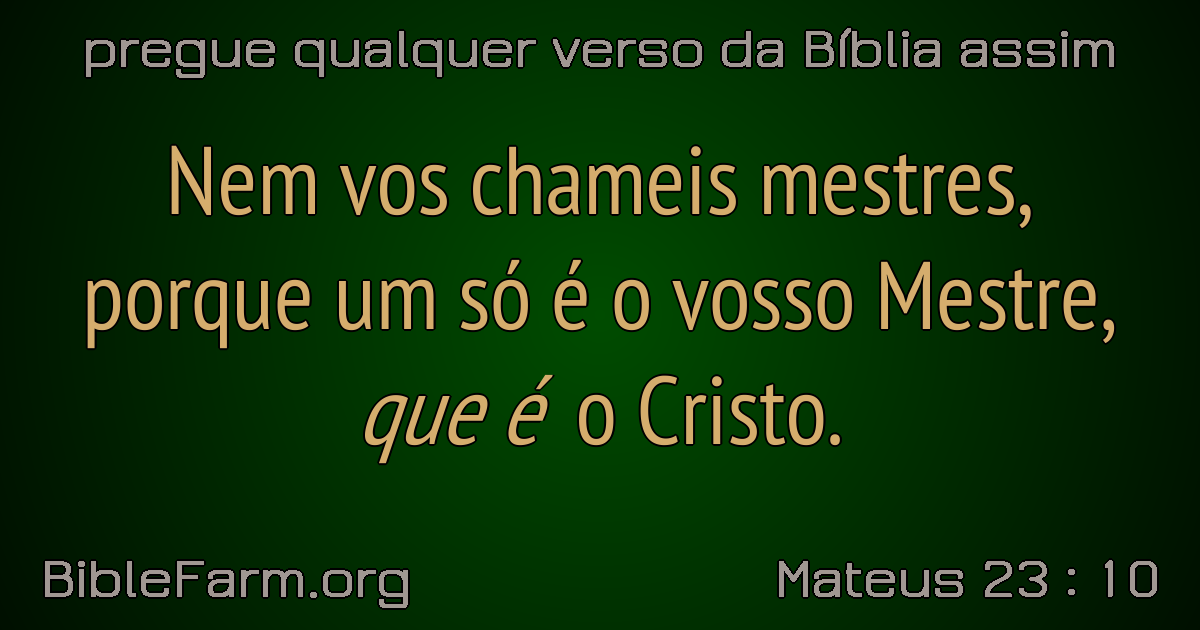 pregue qualquer verso da Bíblia assim
Nem vos chameis mestres,
porque um só é o vosso Mestre,
que é o Cristo.
BibleFarm.org
Mateus 23 : 10